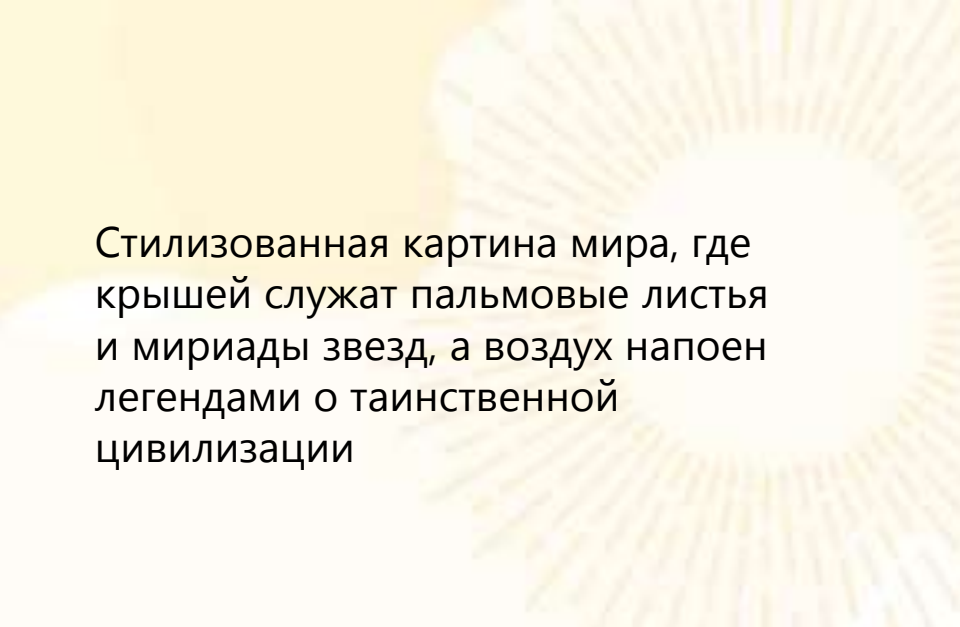 Стилизованная картина мира, где
крышей служат пальмовые листья
и мириады звезд, а воздух напоен
легендами о таинственной
цивилизации